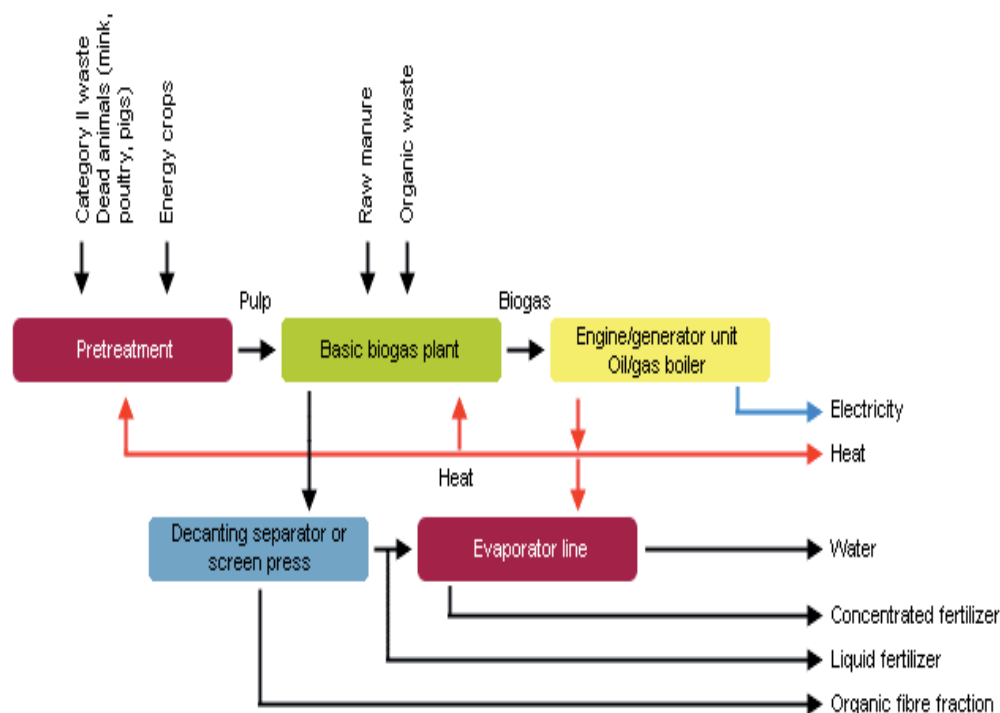 Category II waste
Dead animals (mink,
poultry, pigs)
Energy crops
Raw manure
Organic waste
Pulp
Biogas
Pretreatment
Basic biogas plant
Engine/generator unit
Oil/gas boiler
Electricity
Heat
Heat
Decanting separator or
screen press
Evaporator line
Water
Concentrated fertilizer
Liquid fertilizer
Organic fibre fraction